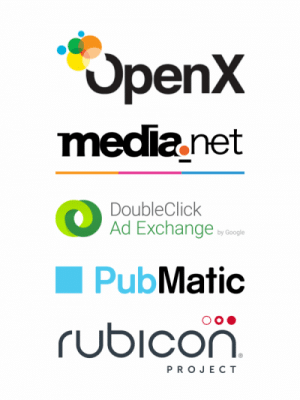 OpenX
media.net
DoubleClick
Ad Exchange by Google
PubMatic
rubicon®
PROJECT